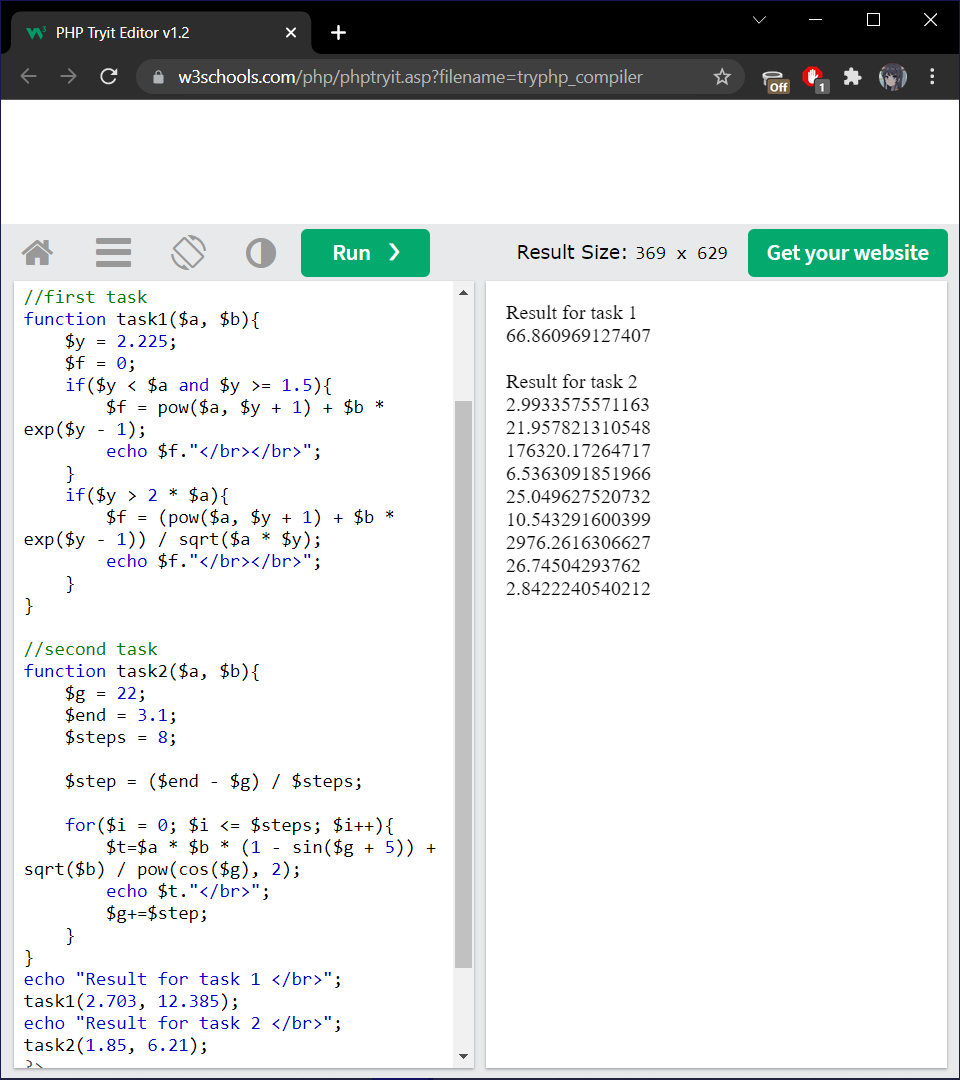 PHP Tryit Editor v1.2
w3schools.com/php/phptryit.asp?filename=tryphp_compiler
Off
1
Run ❯
Result Size: 369 x 629
Get your website
//first task
function task1($a, $b){
    $y = 2.225;
    $f = 0;
    if($y < $a and $y >= 1.5){
        $f = pow($a, $y + 1) + $b *
exp($y - 1);
        echo $f."</br></br>";
    }
    if($y > 2 * $a){
        $f = (pow($a, $y + 1) + $b *
exp($y - 1)) / sqrt($a * $y);
        echo $f."</br></br>";
    }
}
//second task
function task2($a, $b){
    $g = 22;
    $end = 3.1;
    $steps = 8;
    $step = ($end - $g) / $steps;
    for($i = 0; $i <= $steps; $i++){
        $t=$a * $b * (1 - sin($g + 5)) +
sqrt($b) / pow(cos($g), 2);
        echo $t."</br>";
        $g+=$step;
    }
}
echo "Result for task 1 </br>";
task1(2.703, 12.385);
echo "Result for task 2 </br>";
task2(1.85, 6.21);
?>
Result for task 1
66.860969127407
Result for task 2
2.9933575571163
21.957821310548
176320.17264717
6.5363091851966
25.049627520732
10.543291600399
2976.2616306627
26.74504293762
2.8422240540212